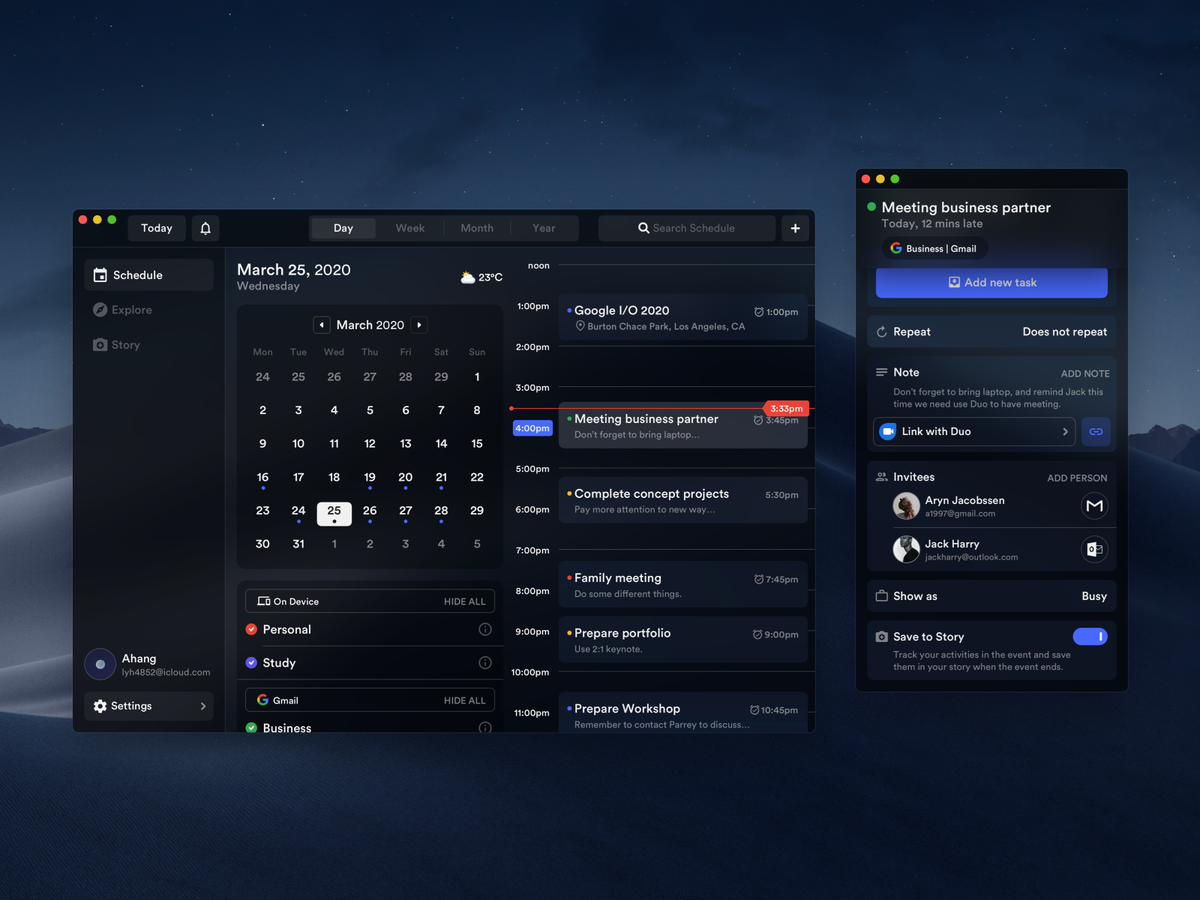 Today
Day Week Month Year
Search Schedule
+
Schedule
Explore
Story
Ahang
lyh4852@icloud.com
Settings
March 25, 2020
Wednesday
23°C
March 2020
Mon Tue Wed Thu Fri Sat Sun
24 25 26 27 28 29 1
2 3 4 5 6 7 8
9 10 11 12 13 14 15
16 17 18 19 20 21 22
23 24 25 26 27 28 29
30 31 1 2 3 4 5
On Device HIDE ALL
Personal
Study
Gmail HIDE ALL
Business
noon
1:00pm
Google I/O 2020 1:00pm
Burton Chace Park, Los Angeles, CA
2:00pm
3:00pm
3:33pm
4:00pm
Meeting business partner 3:45pm
Don't forget to bring laptop...
5:00pm
Complete concept projects 5:30pm
Pay more attention to new way...
6:00pm
7:00pm
Family meeting 7:45pm
Do some different things.
8:00pm
9:00pm
Prepare portfolio 9:00pm
Use 2:1 keynote.
10:00pm
11:00pm
Prepare Workshop 10:45pm
Remember to contact Parrey to discuss...
Meeting business partner
Today, 12 mins late
Business | Gmail
Add new task
Repeat Does not repeat
Note ADD NOTE
Don't forget to bring laptop, and remind Jack this
time we need use Duo to have meeting.
Link with Duo
Invitees ADD PERSON
Aryn Jacobssen
a1997@gmail.com
Jack Harry
jackharry@outlook.com
Show as Busy
Save to Story
Track your activities in the event and save
them in your story when the event ends.